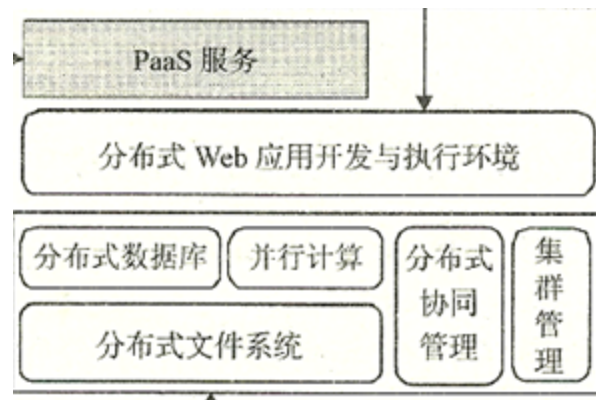 PaaS 服务
分布式 Web 应用开发与执行环境
分布式数据库
并行计算
分布式文件系统
分布式
协同
管理
集
群
管
理